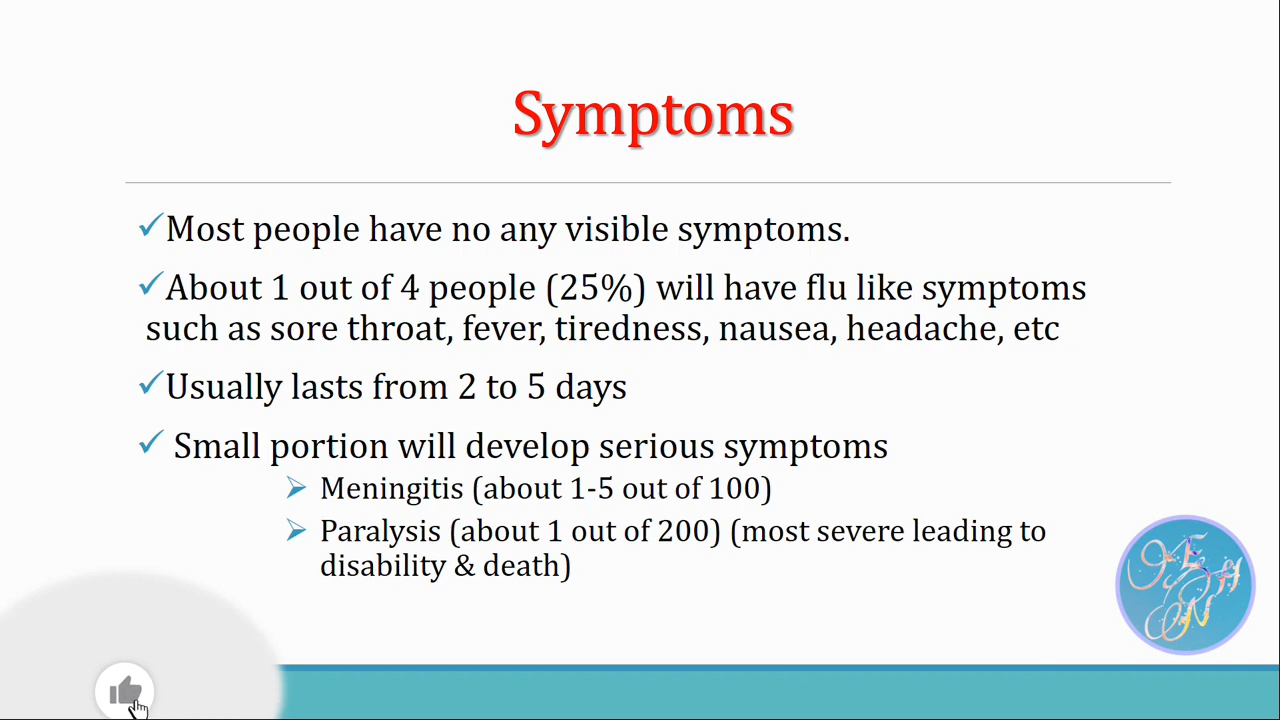 Symptoms
✓Most people have no any visible symptoms.
✓About 1 out of 4 people (25%) will have flu like symptoms
such as sore throat, fever, tiredness, nausea, headache, etc
✓Usually lasts from 2 to 5 days
✓ Small portion will develop serious symptoms
➢ Meningitis (about 1-5 out of 100)
➢ Paralysis (about 1 out of 200) (most severe leading to
disability & death)